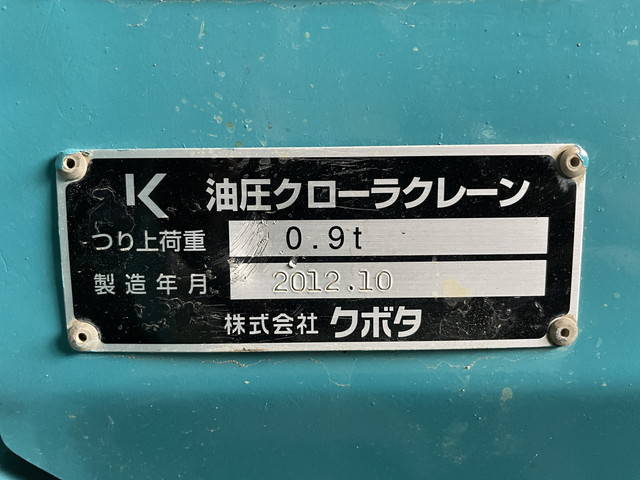 K 油圧クローラクレーン
つり上荷重 0.9t
製造年月 2012.10
株式会社 クボタ